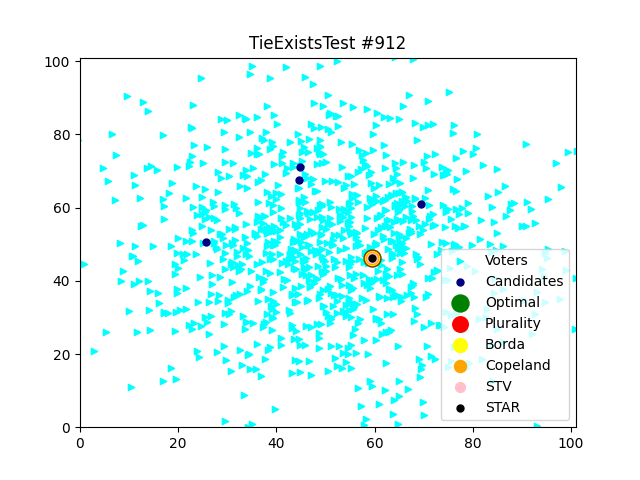 TieExistsTest #912
100
80
60
40
20
0
0
20
40
60
80
100
Voters
Candidates
Optimal
Plurality
Borda
Copeland
STV
STAR